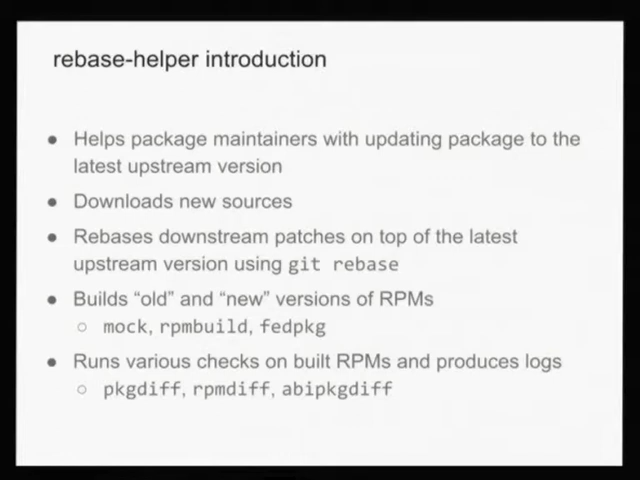 rebase-helper introduction
● Helps package maintainers with updating package to the
latest upstream version
● Downloads new sources
● Rebases downstream patches on top of the latest
upstream version using git rebase
● Builds “old” and “new” versions of RPMs
○ mock, rpmbuild, fedpkg
● Runs various checks on built RPMs and produces logs
○ pkgdiff, rpmdiff, abipkgdiff